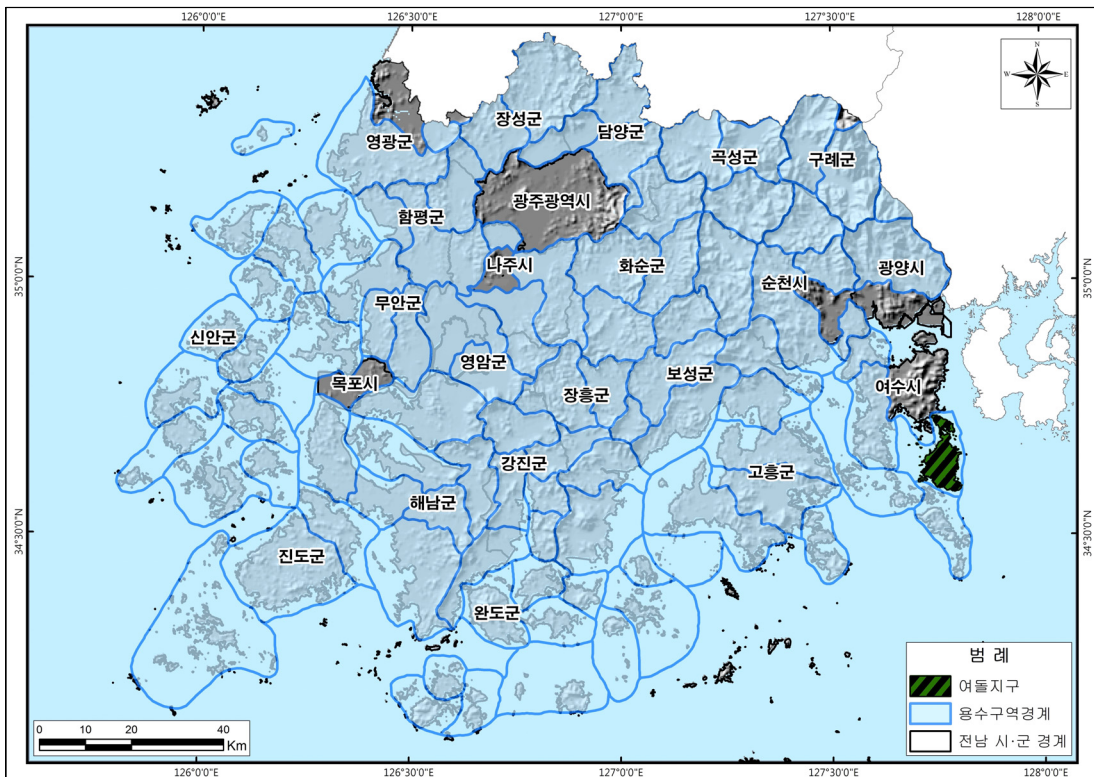 126°0'0"E
126°30'0"E
127°0'0"E
127°30'0"E
128°0'0"E
N
W
E
S
장성군
담양군
영광군
곡성군
구례군
광주광역시
함평군
35°0'0"N
나주시
화순군
순천시
광양시
35°0'0"N
무안군
신안군
영암군
목포시
장흥군
보성군
여수시
강진군
고흥군
해남군
34°30'0"N
진도군
34°30'0"N
완도군
범 례
여돌지구
용수구역경계
전남 시·군 경계
0 10 20 40
Km
126°0'0"E
126°30'0"E
127°0'0"E
127°30'0"E
128°0'0"E